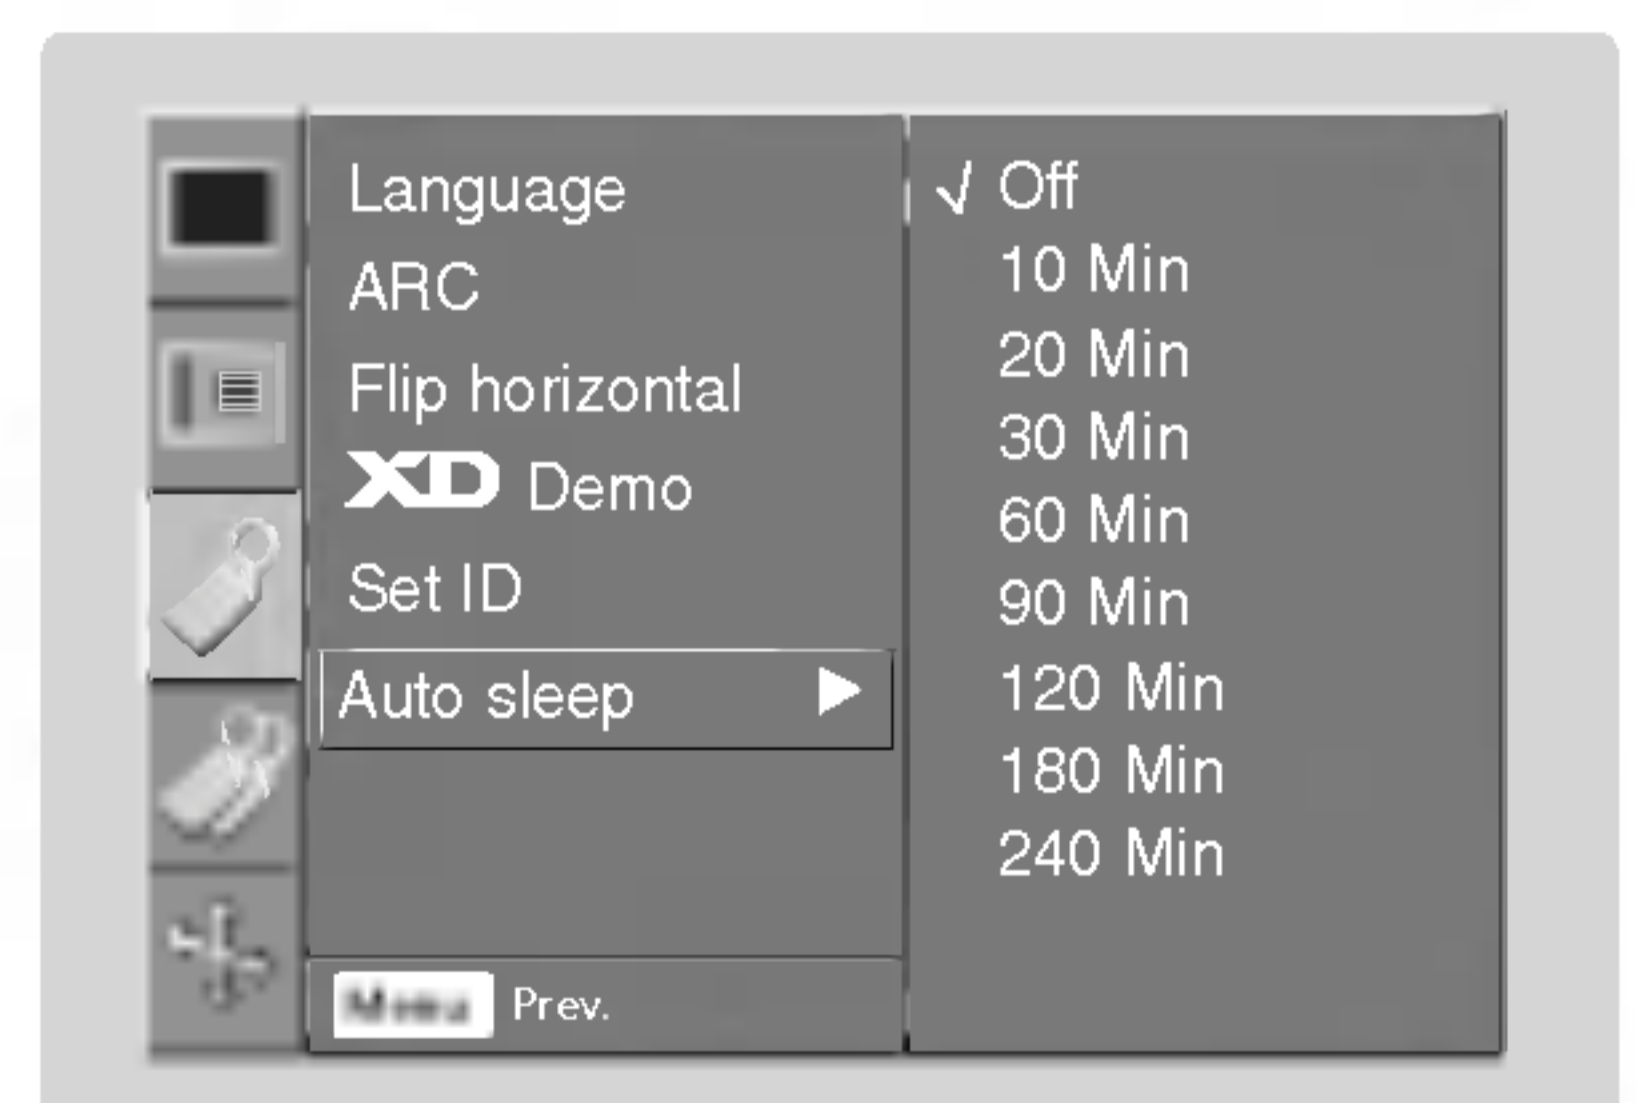 Language
ARC
Flip horizontal
XD Demo
Set ID
Auto sleep
Menu Prev.
√ Off
10 Min
20 Min
30 Min
60 Min
90 Min
120 Min
180 Min
240 Min